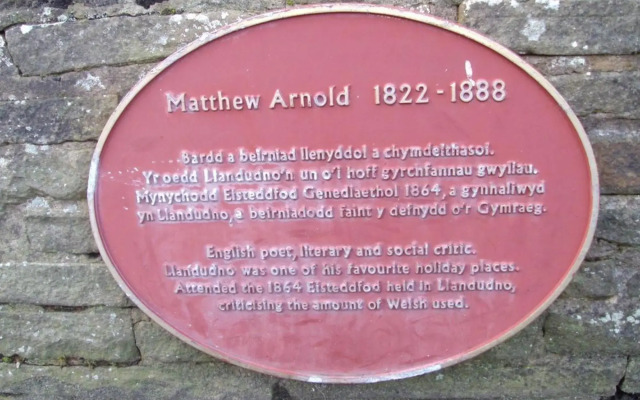 Matthew Arnold 1822 - 1888
Bardd a beirniad llenyddol a chymdeithasol.
Yr oedd Llandudno'n un o'i hoff gyrchfannau gwyliau.
Mynychodd Eisteddfod Genedlaethol 1864, a gynhaliwyd
yn Llandudno, a beirniadodd faint y defnydd o'r Gymraeg.
English poet, literary and social critic.
Llandudno was one of his favourite holiday places.
Attended the 1864 Eisteddfod held in Llandudno,
criticising the amount of Welsh used.